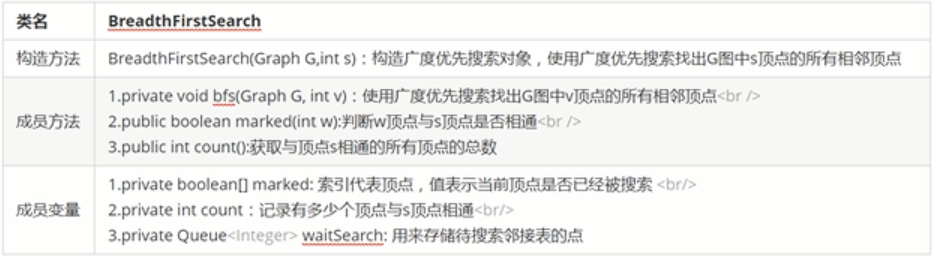 类名 BreadthFirstSearch
构造方法 BreadthFirstSearch(Graph G,int s)：构造广度优先搜索对象，使用广度优先搜索找出G图中s顶点的所有相邻顶点
成员方法
1.private void bfs(Graph G, int v)：使用广度优先搜索找出G图中v顶点的所有相邻顶点<br />
2.public boolean marked(int w):判断w顶点与s顶点是否相通<br />
3.public int count():获取与顶点s相通的所有顶点的总数
成员变量
1.private boolean[] marked: 索引代表顶点，值表示当前顶点是否已经被搜索 <br/>
2.private int count：记录有多少个顶点与s顶点相通<br/>
3.private Queue<Integer> waitSearch: 用来存储待搜索邻接表的点